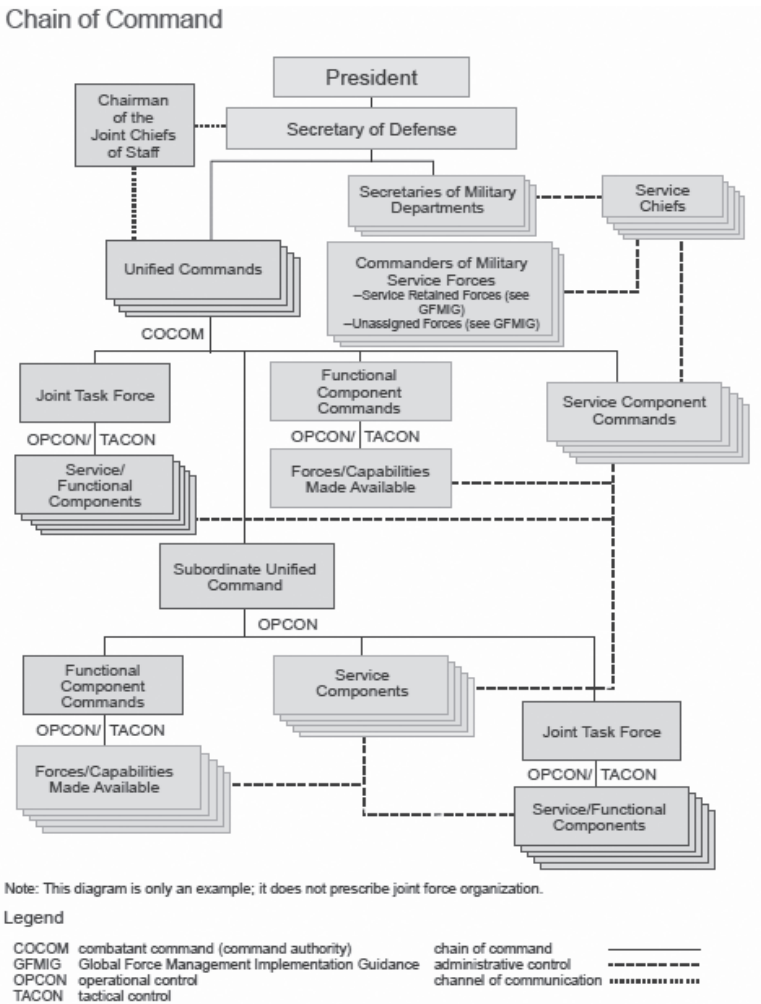 Chain of Command
President
Chairman
of the
Joint Chiefs
of Staff
Secretary of Defense
Secretaries of Military
Departments
Service
Chiefs
Unified Commands
Commanders of Military
Service Forces
–Service Retained Forces (see
GFMIG)
–Unassigned Forces (see GFMIG)
COCOM
Joint Task Force
Functional
Component
Commands
Service Component
Commands
OPCON/ TACON
OPCON/ TACON
Service/
Functional
Components
Forces/Capabilities
Made Available
Subordinate Unified
Command
OPCON
Functional
Component
Commands
Service
Components
Joint Task Force
OPCON/ TACON
Forces/Capabilities
Made Available
OPCON/ TACON
Service/Functional
Components
Note: This diagram is only an example; it does not prescribe joint force organization.
Legend
COCOM combatant command (command authority)
GFMIG Global Force Management Implementation Guidance
OPCON operational control
TACON tactical control
chain of command
administrative control
channel of communication